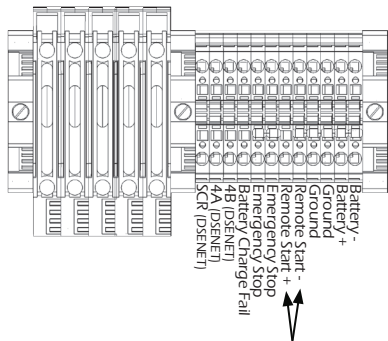 SCR (DSENET)
4A (DSENET)
4B (DSENET)
Battery Charge Fail
Emergency Stop
Emergency Stop
Remote Start +
Remote Start -
Ground
Ground
Battery +
Battery -